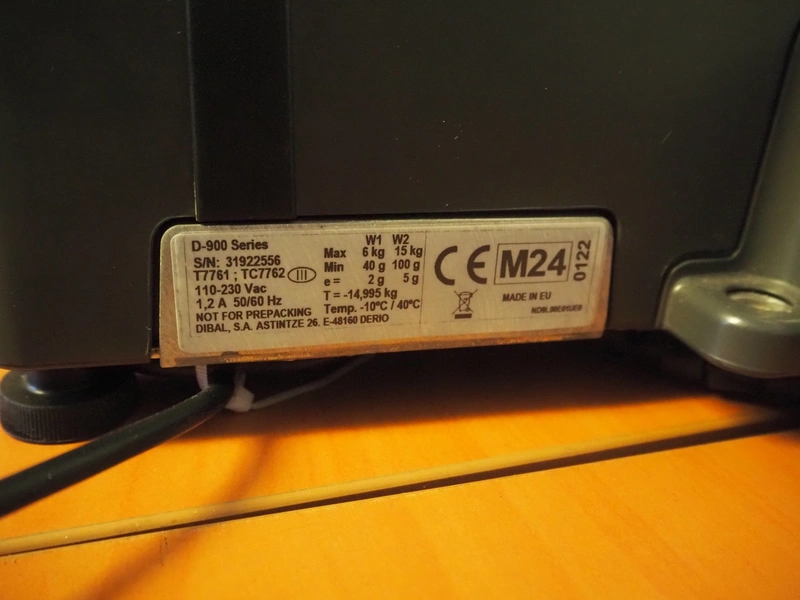 D-900 Series
S/N: 31922556
T7761 ; TC7762 III
110-230 Vac
1,2 A 50/60 Hz
NOT FOR PREPACKING
DIBAL, S.A. ASTINTZE 26. E-48160 DERIO
W1 W2
Max 6 kg 15 kg
Min 40 g 100 g
e = 2 g 5 g
T = -14,995 kg
Temp. -10°C / 40°C
CE M24 0122
MADE IN EU